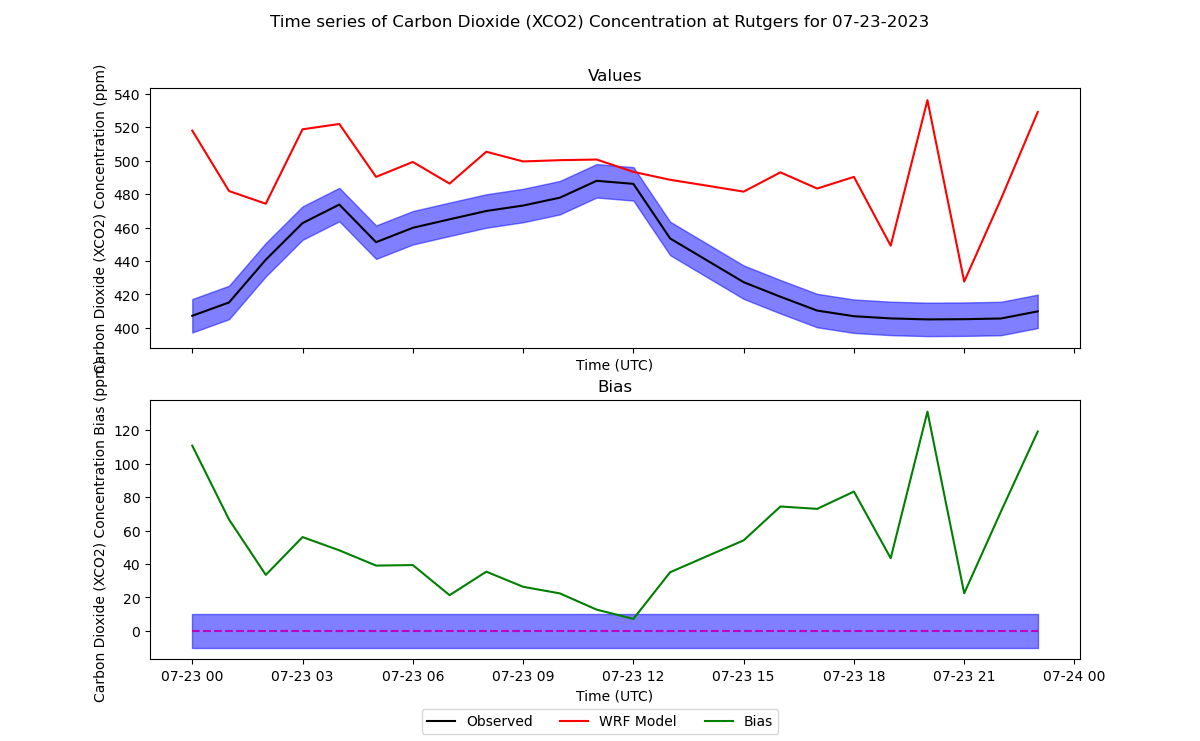 Time series of Carbon Dioxide (XCO2) Concentration at Rutgers for 07-23-2023
Values
Carbon Dioxide (XCO2) Concentration (ppm)
540
520
500
480
460
440
420
400
Time (UTC)
Bias
Carbon Dioxide (XCO2) Concentration Bias (ppm)
120
100
80
60
40
20
0
07-23 00 07-23 03 07-23 06 07-23 09 07-23 12 07-23 15 07-23 18 07-23 21 07-24 00
Time (UTC)
Observed WRF Model Bias